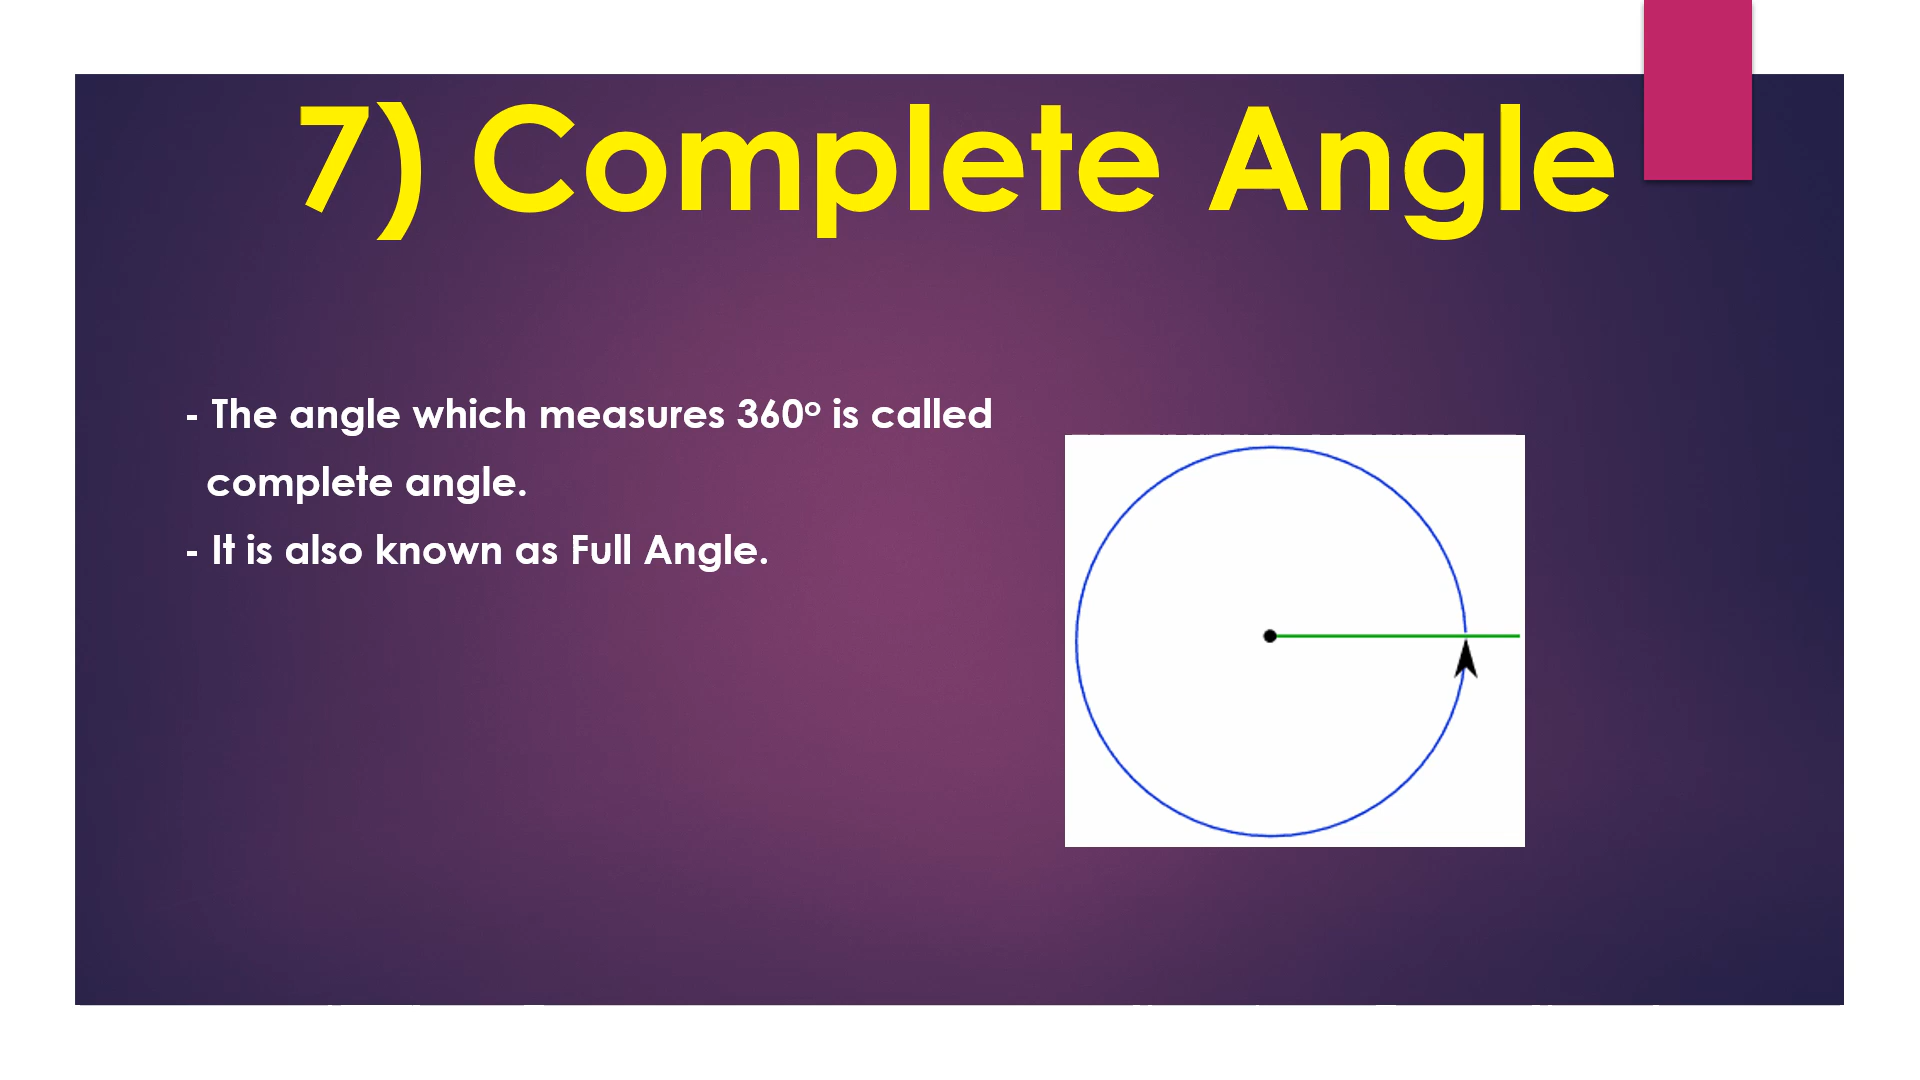 7) Complete Angle
- The angle which measures 360° is called
complete angle.
- It is also known as Full Angle.